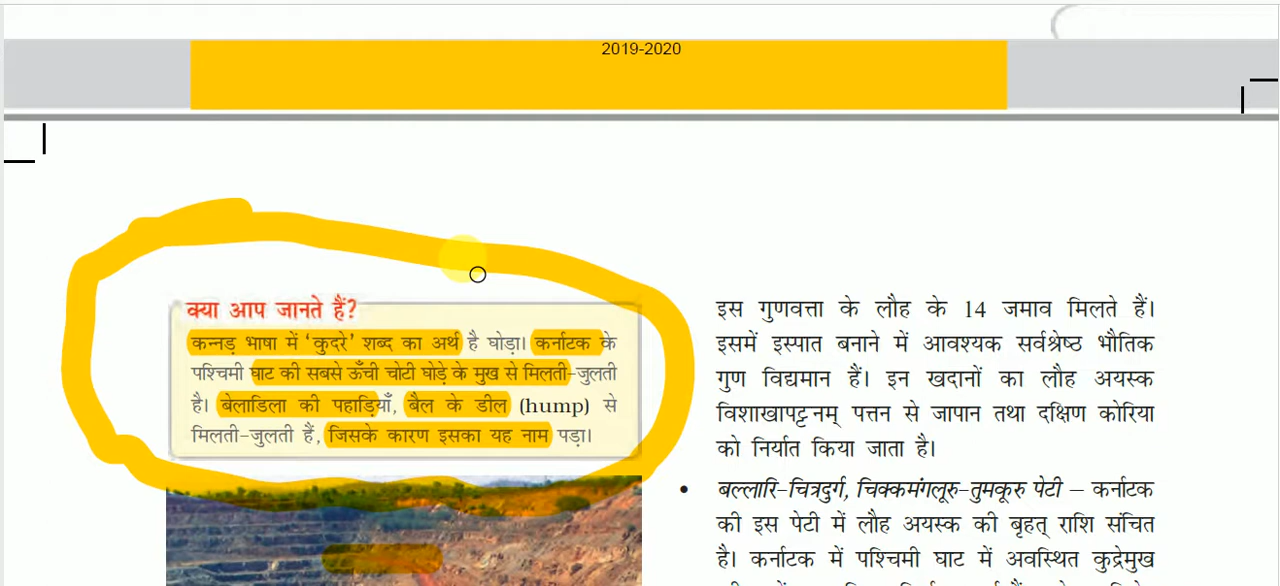 2019-2020
क्या आप जानते हैं?
कन्नड़ भाषा में 'कुदरे' शब्द का अर्थ है घोड़ा। कर्नाटक के
पश्चिमी घाट की सबसे ऊँची चोटी घोड़े के मुख से मिलती-जुलती
है। बेलाडिला की पहाड़ियाँ, बैल के डील (hump) से
मिलती-जुलती हैं, जिसके कारण इसका यह नाम पड़ा।
इस गुणवत्ता के लौह के 14 जमाव मिलते हैं।
इसमें इस्पात बनाने में आवश्यक सर्वश्रेष्ठ भौतिक
गुण विद्यमान हैं। इन खदानों का लौह अयस्क
विशाखापट्टनम् पत्तन से जापान तथा दक्षिण कोरिया
को निर्यात किया जाता है।
• बल्लारि-चित्रदुर्ग, चिक्कमंगलूरु-तुमकूरु पेटी – कर्नाटक
की इस पेटी में लौह अयस्क की बृहत् राशि संचित
है। कर्नाटक में पश्चिमी घाट में अवस्थित कुद्रेमुख